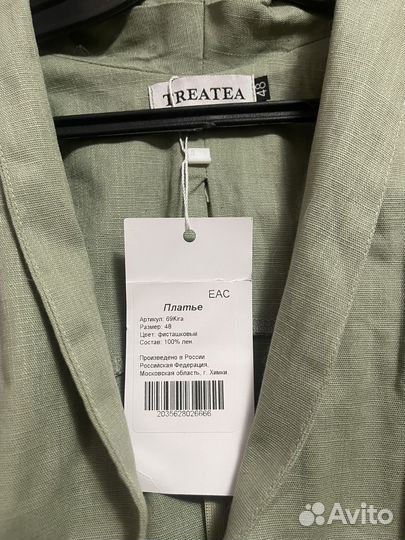 TREATEA
48
EAC
Платье
Артикул: 69Kira
Размер: 48
Цвет: фисташковый
Состав: 100% лен.
Произведено в России
Российская Федерация,
Московская область, г. Химки
2035628026666
Avito